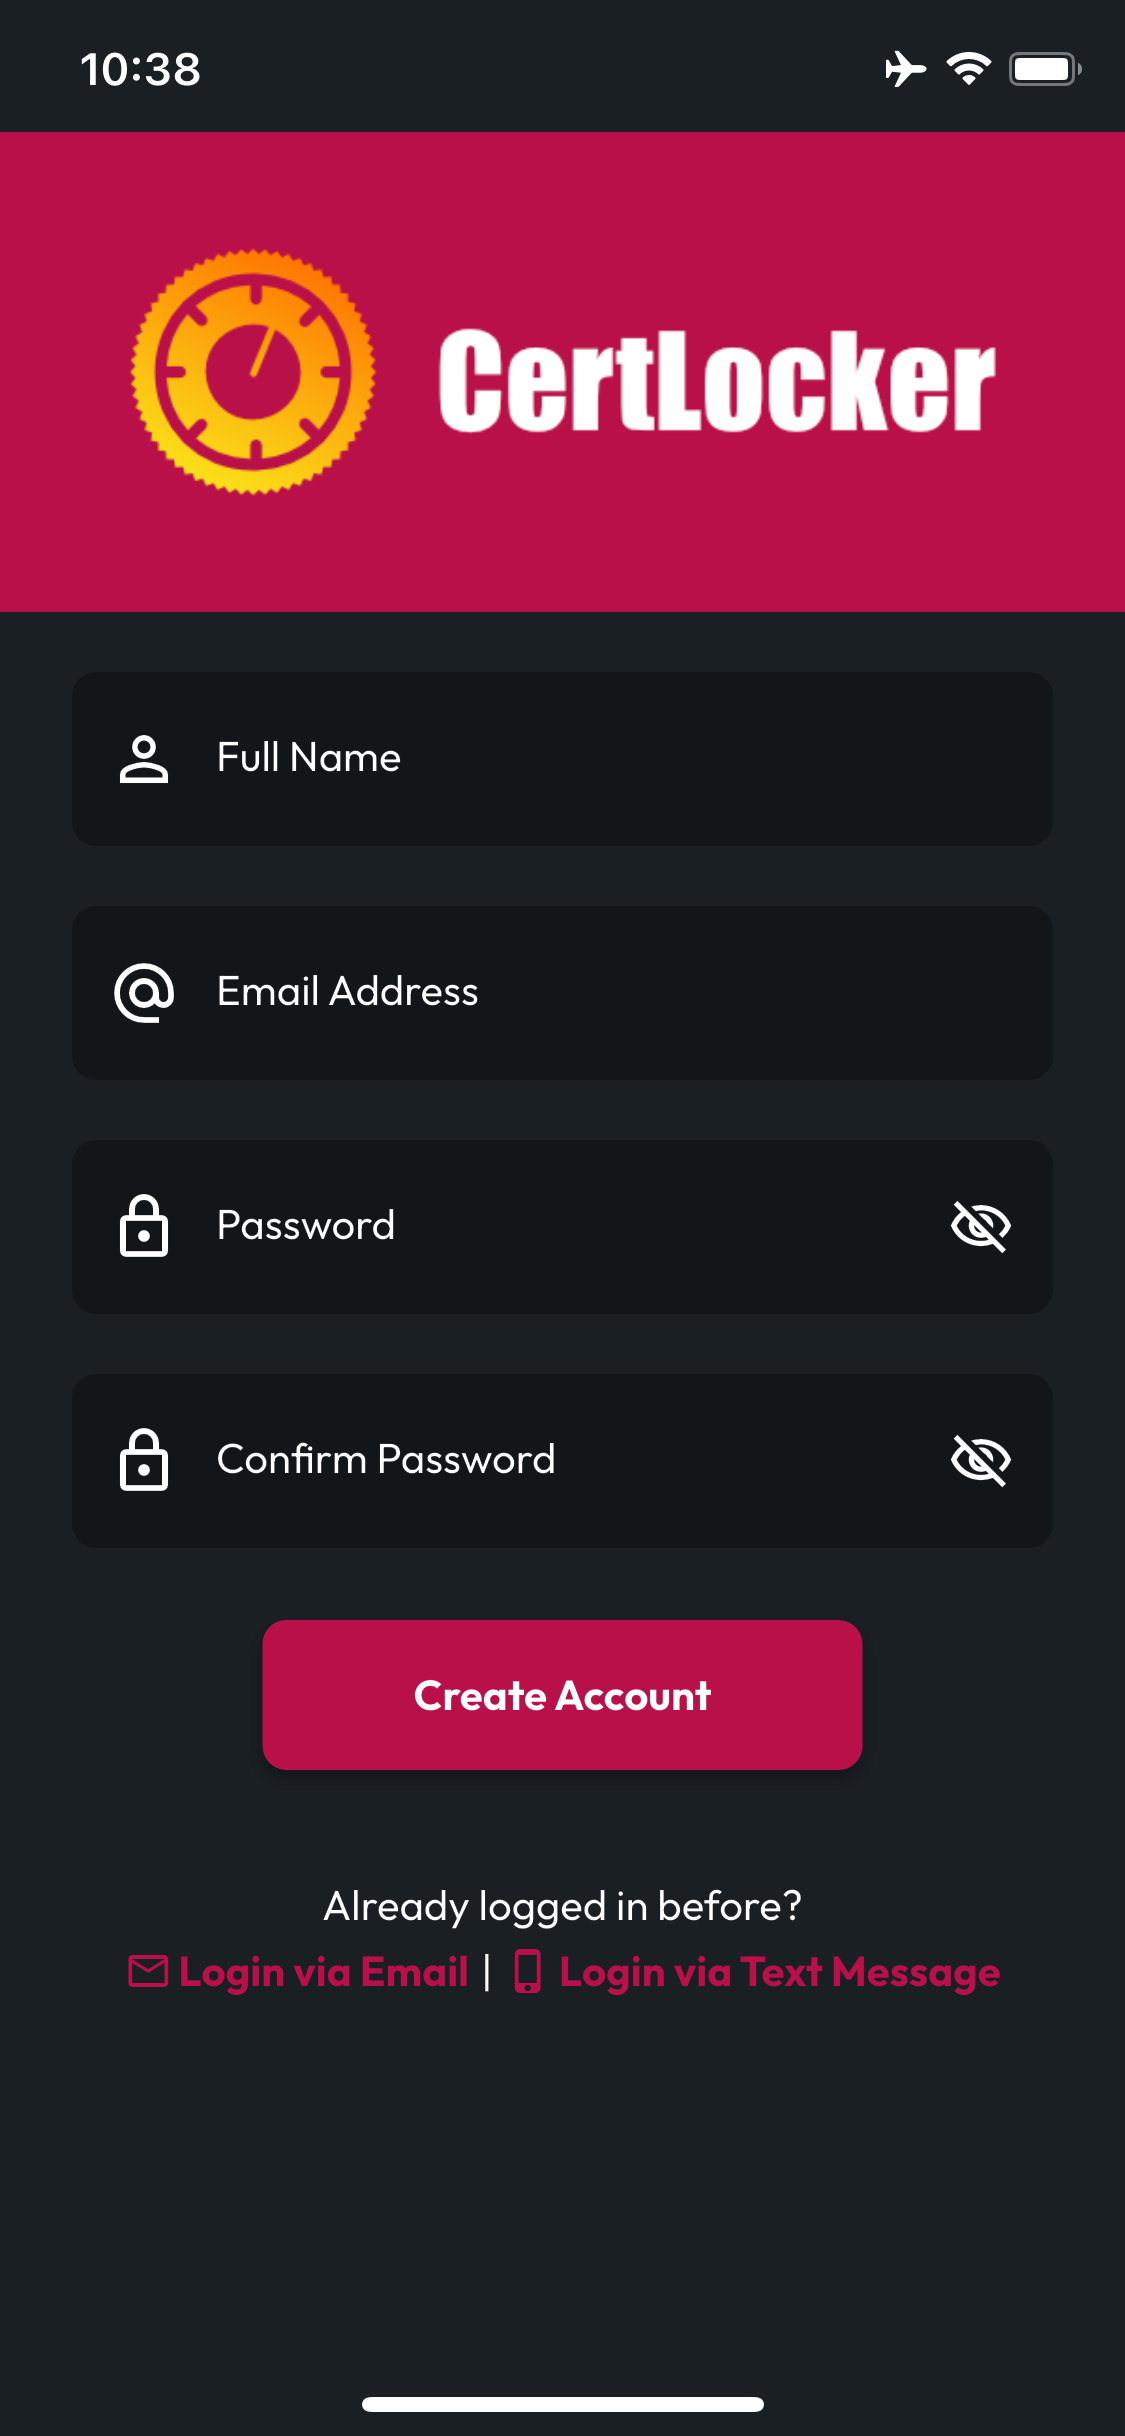 10:38
CertLocker
Full Name
Email Address
Password
Confirm Password
Create Account
Already logged in before?
Login via Email | Login via Text Message